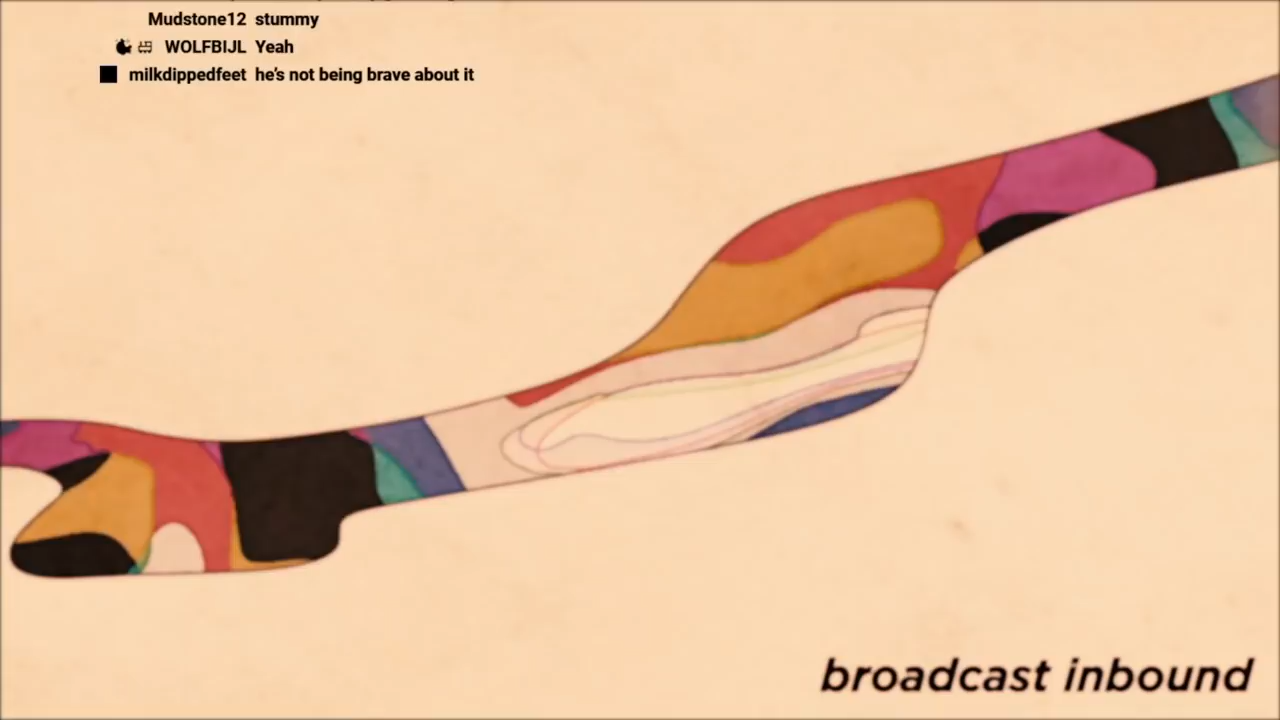 Mudstone12 stummy
WOLFBIJL Yeah
milkdippedfeet he's not being brave about it
broadcast inbound